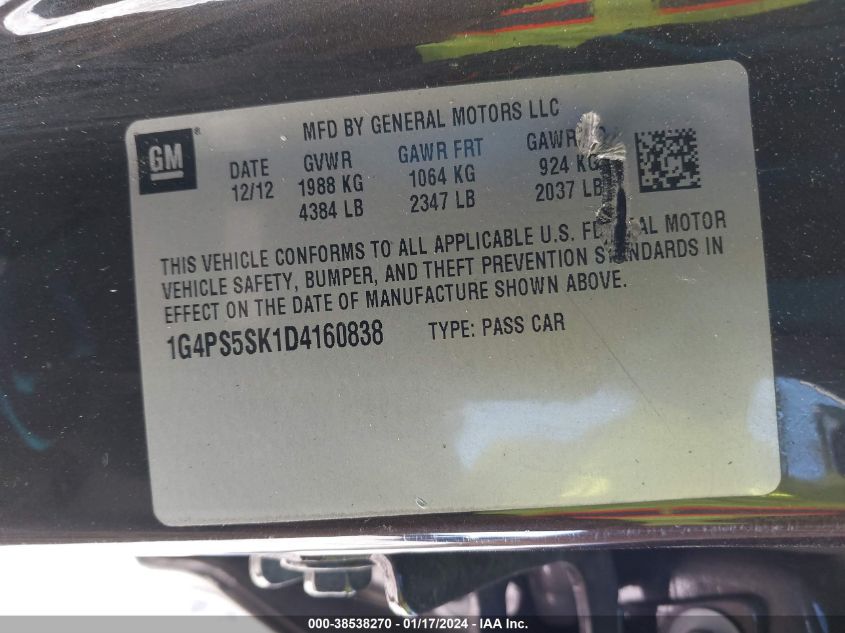 MFD BY GENERAL MOTORS LLC
GM®
DATE GVWR GAWR FRT
12/12 1988 KG 1064 KG 924 KG
4384 LB 2347 LB 2037 LB
THIS VEHICLE CONFORMS TO ALL APPLICABLE U.S. MOTOR
VEHICLE SAFETY, BUMPER, AND THEFT PREVENTION IN
EFFECT ON THE DATE OF MANUFACTURE SHOWN ABOVE.
1G4PS5SK1D4160838 TYPE: PASS CAR
000-38538270 - 01/17/2024 - IAA Inc.